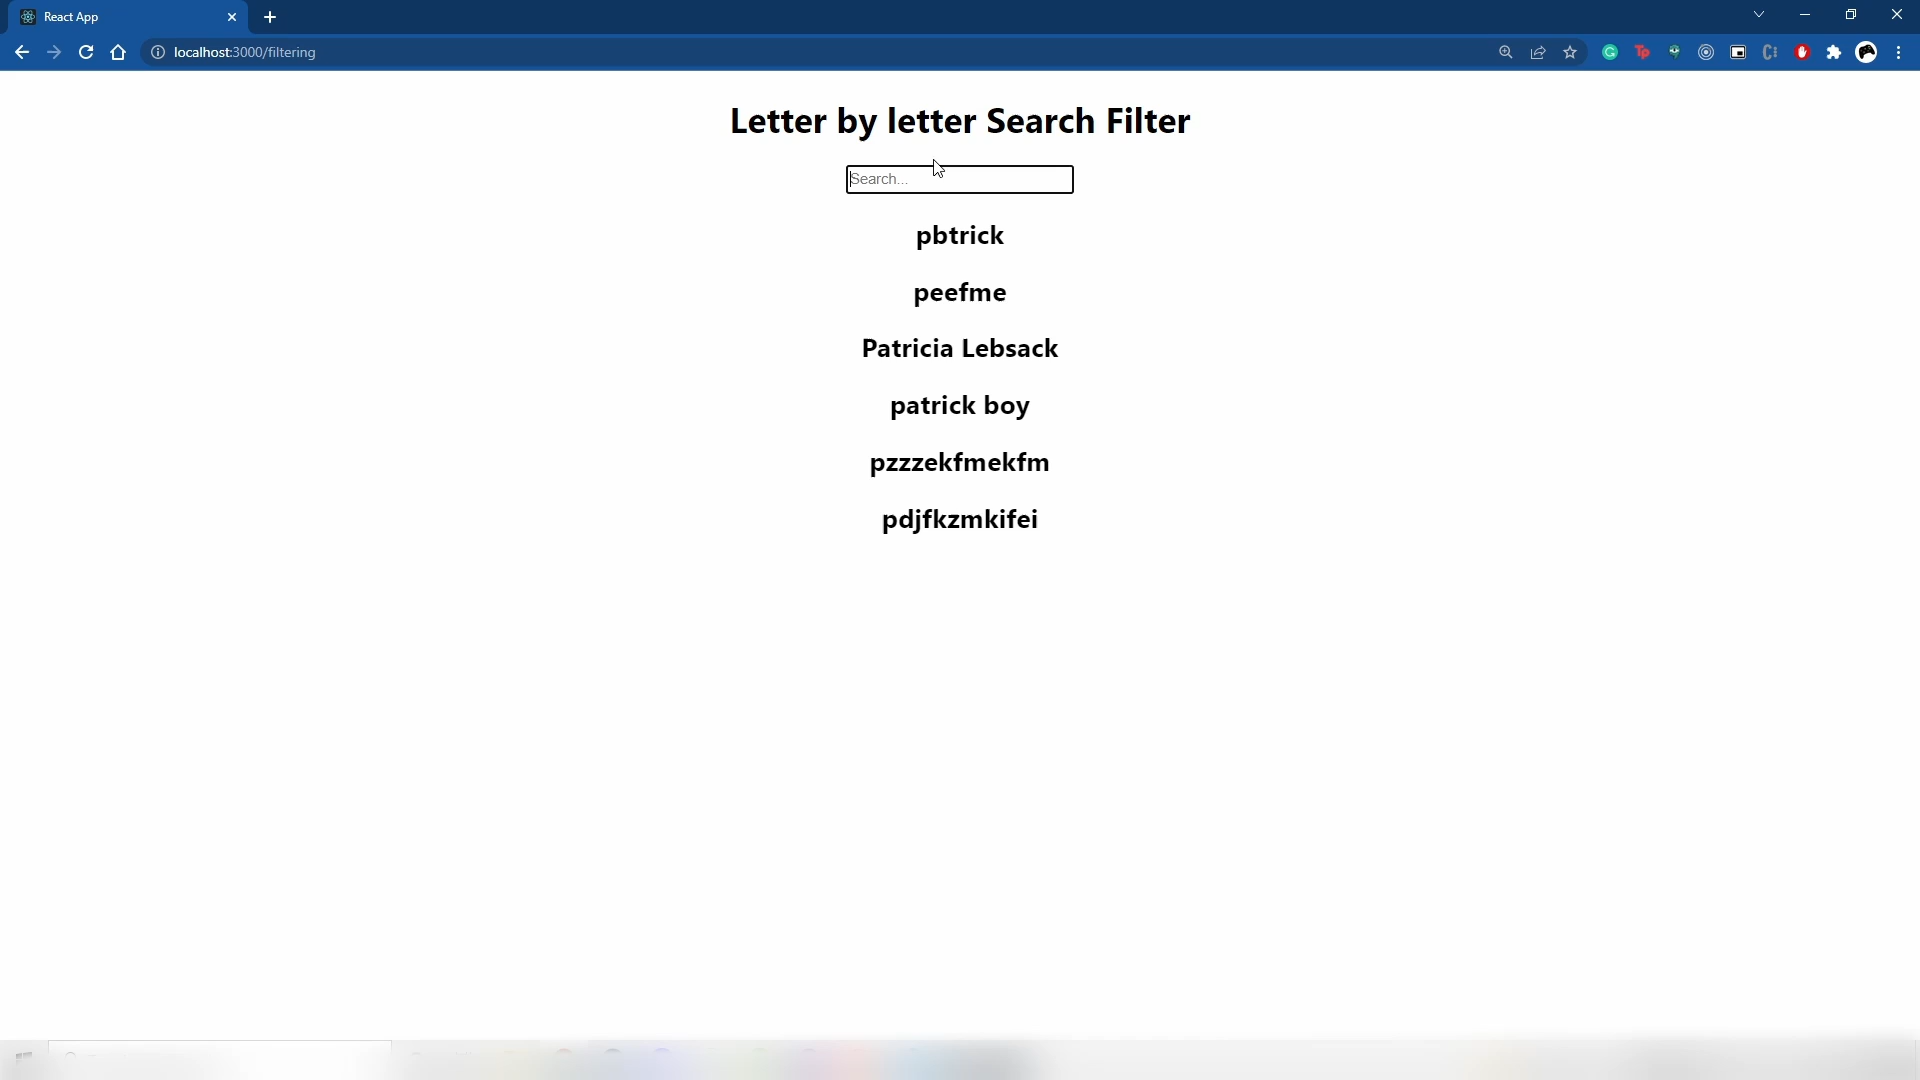 React App
localhost:3000/filtering
Letter by letter Search Filter
Search...
pbtrick
peefme
Patricia Lebsack
patrick boy
pzzzekfmekfm
pdjfkzmkifei